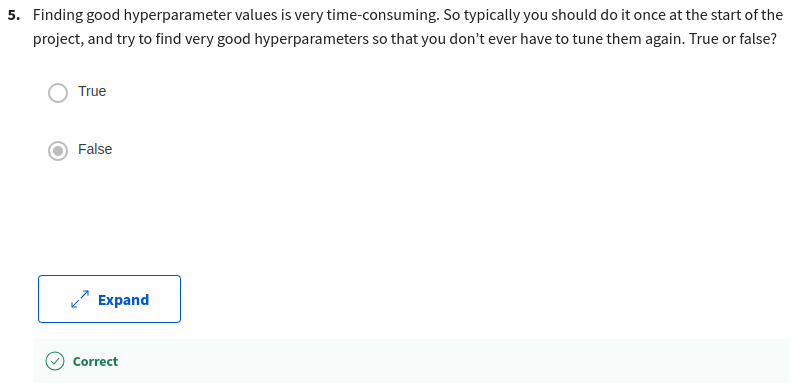 5. Finding good hyperparameter values is very time-consuming. So typically you should do it once at the start of the
project, and try to find very good hyperparameters so that you don’t ever have to tune them again. True or false?
True
False
Expand
Correct